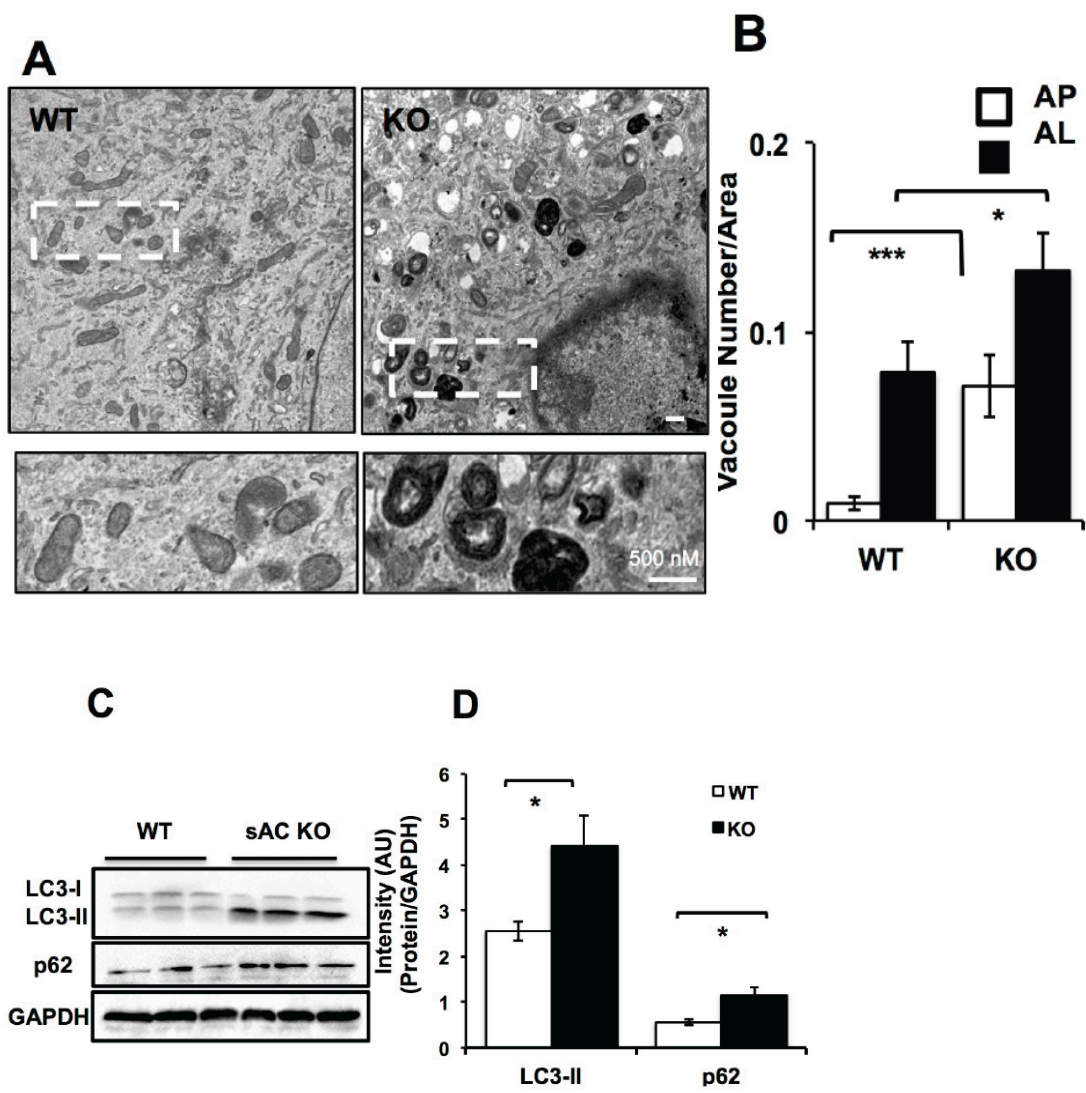 A
WT
KO
500 nM
B
AP
AL
Vacoule Number/Area
0.2
0.1
0
***
*
WT
KO
C
WT
sAC KO
LC3-I
LC3-II
p62
GAPDH
D
Intensity (AU)
(Protein/GAPDH)
6
5
4
3
2
1
0
*
*
WT
KO
LC3-II
p62